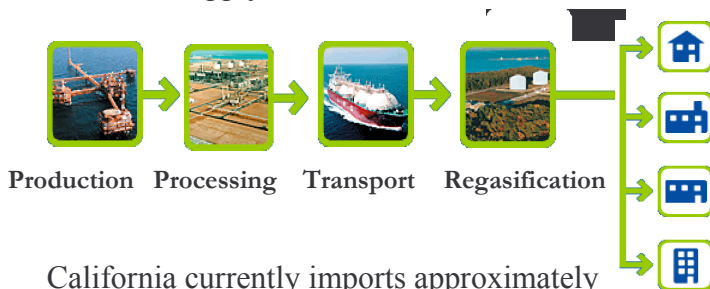 Production Processing Transport Regasification
California currently imports approximately